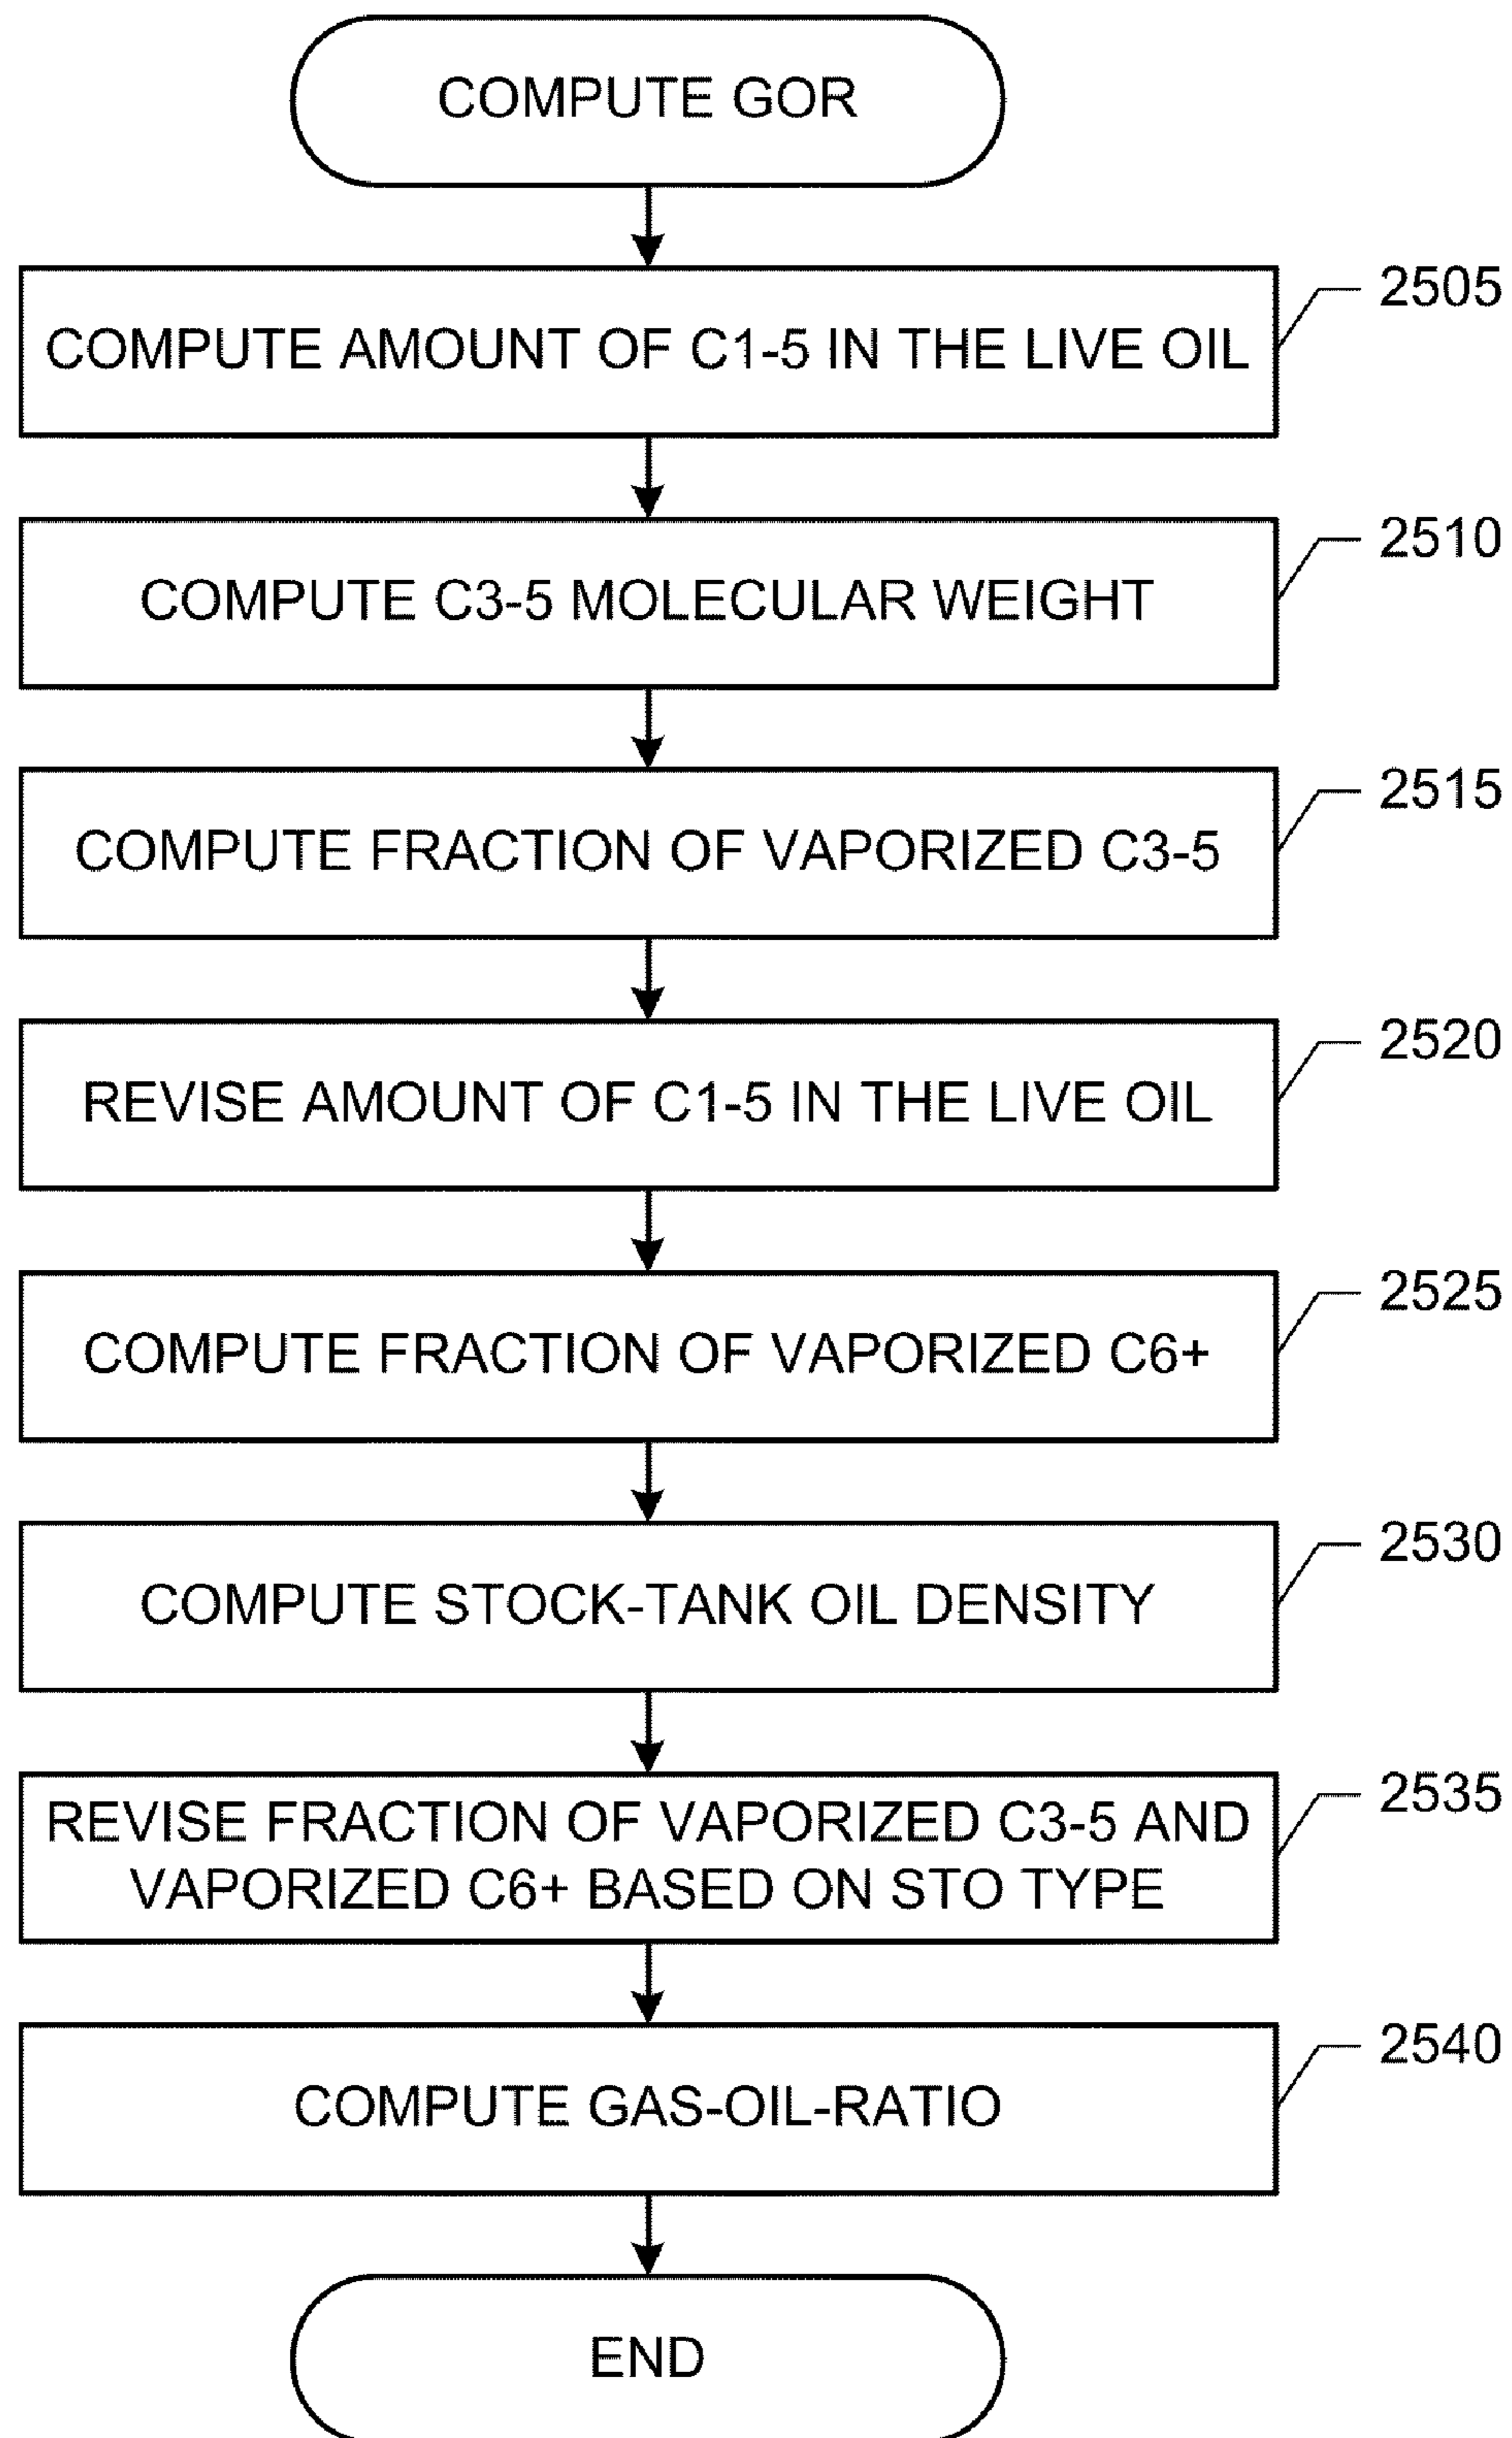 COMPUTE GOR
2505
COMPUTE AMOUNT OF C1-5 IN THE LIVE OIL
2510
COMPUTE C3-5 MOLECULAR WEIGHT
2515
COMPUTE FRACTION OF VAPORIZED C3-5
2520
REVISE AMOUNT OF C1-5 IN THE LIVE OIL
2525
COMPUTE FRACTION OF VAPORIZED C6+
2530
COMPUTE STOCK-TANK OIL DENSITY
2535
REVISE FRACTION OF VAPORIZED C3-5 AND
VAPORIZED C6+ BASED ON STO TYPE
2540
COMPUTE GAS-OIL-RATIO
END